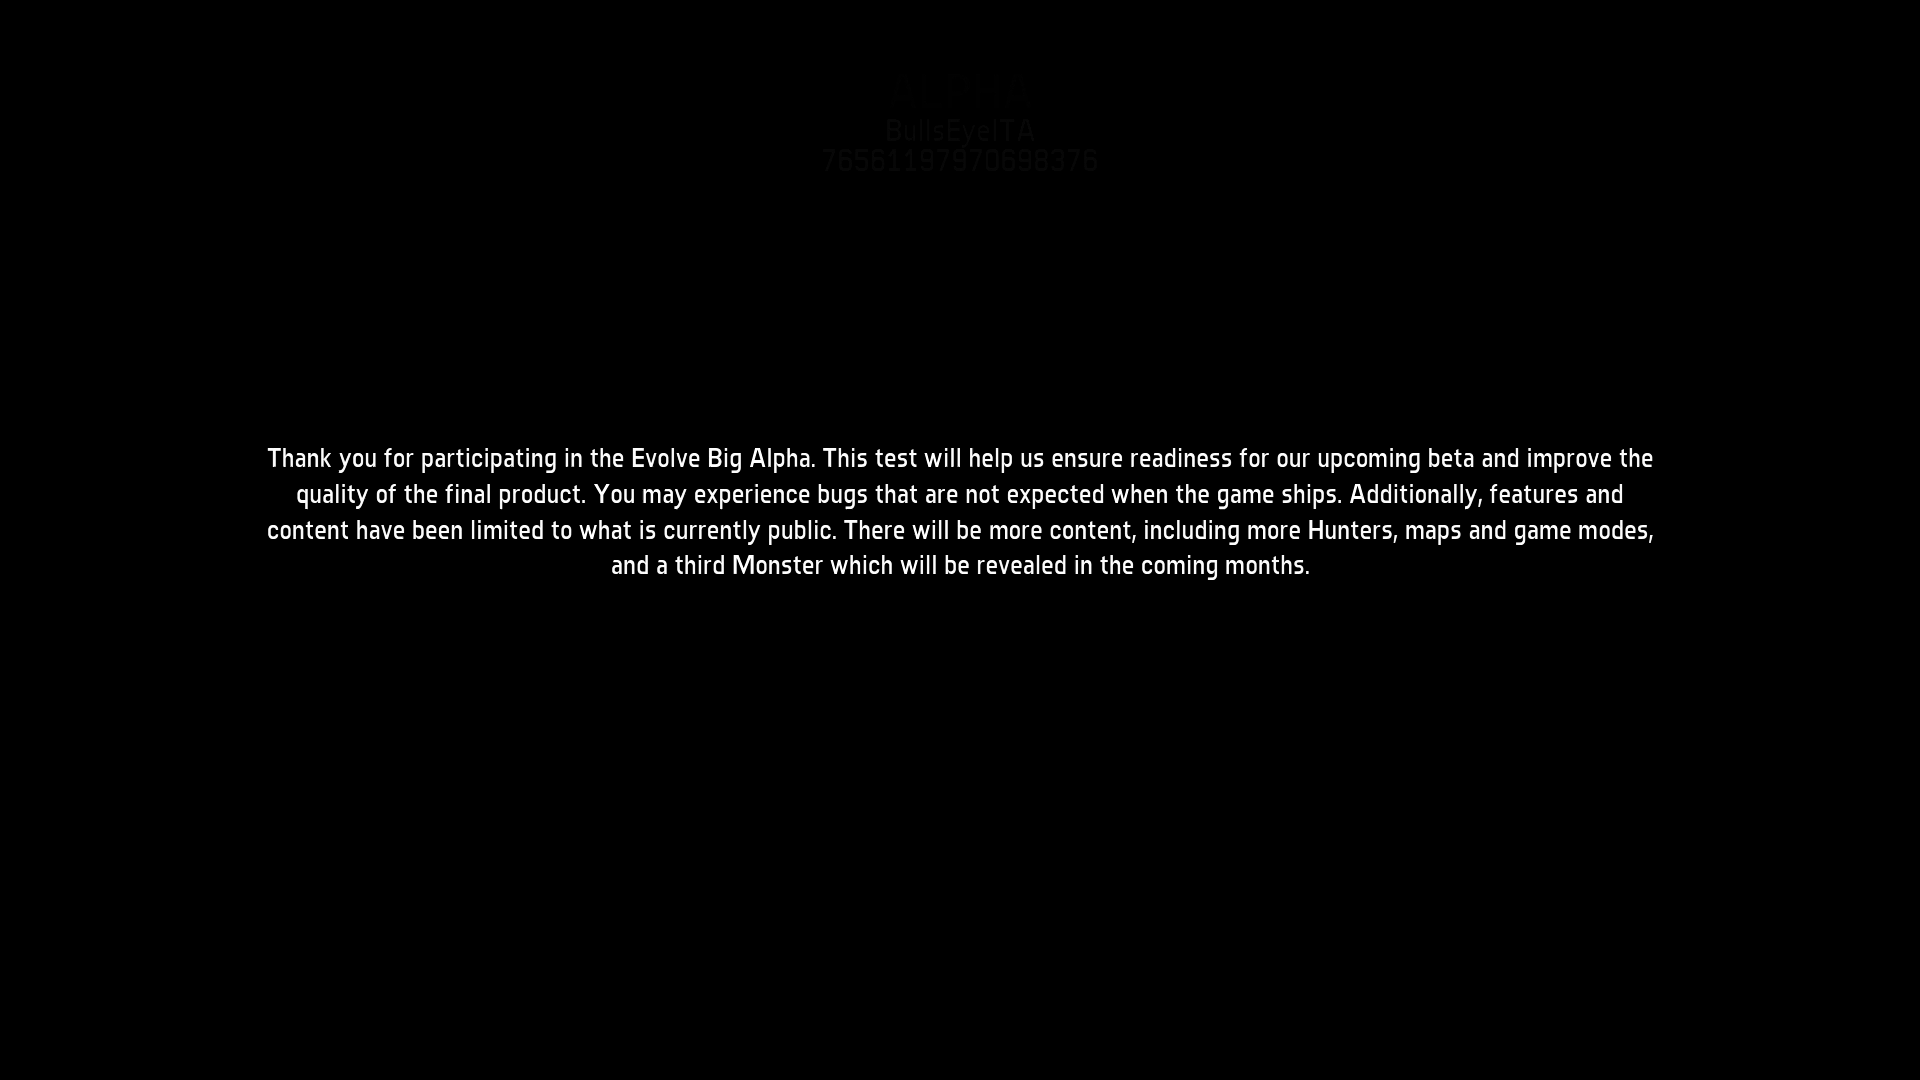 ALPHA
BullsEyeITA
76561197970698376
Thank you for participating in the Evolve Big Alpha. This test will help us ensure readiness for our upcoming beta and improve the
quality of the final product. You may experience bugs that are not expected when the game ships. Additionally, features and
content have been limited to what is currently public. There will be more content, including more Hunters, maps and game modes,
and a third Monster which will be revealed in the coming months.